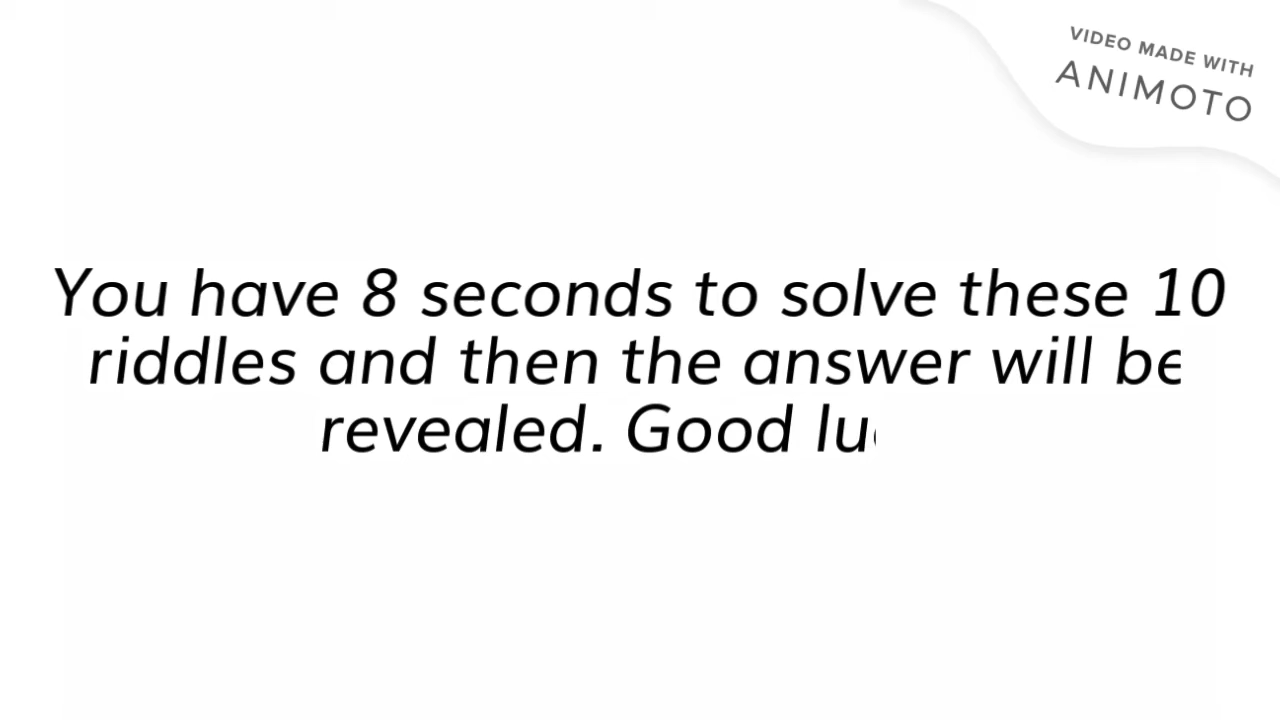 VIDEO MADE WITH
ANIMOTO
You have 8 seconds to solve these 10
riddles and then the answer will be
revealed. Good